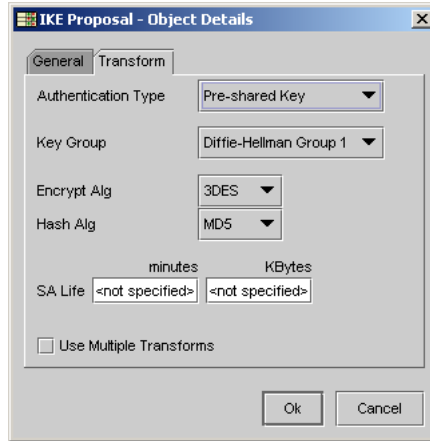 IKE Proposal - Object Details
General Transform
Authentication Type Pre-shared Key
Key Group Diffie-Hellman Group 1
Encrypt Alg 3DES
Hash Alg MD5
minutes KBytes
SA Life <not specified> <not specified>
Use Multiple Transforms
Ok Cancel